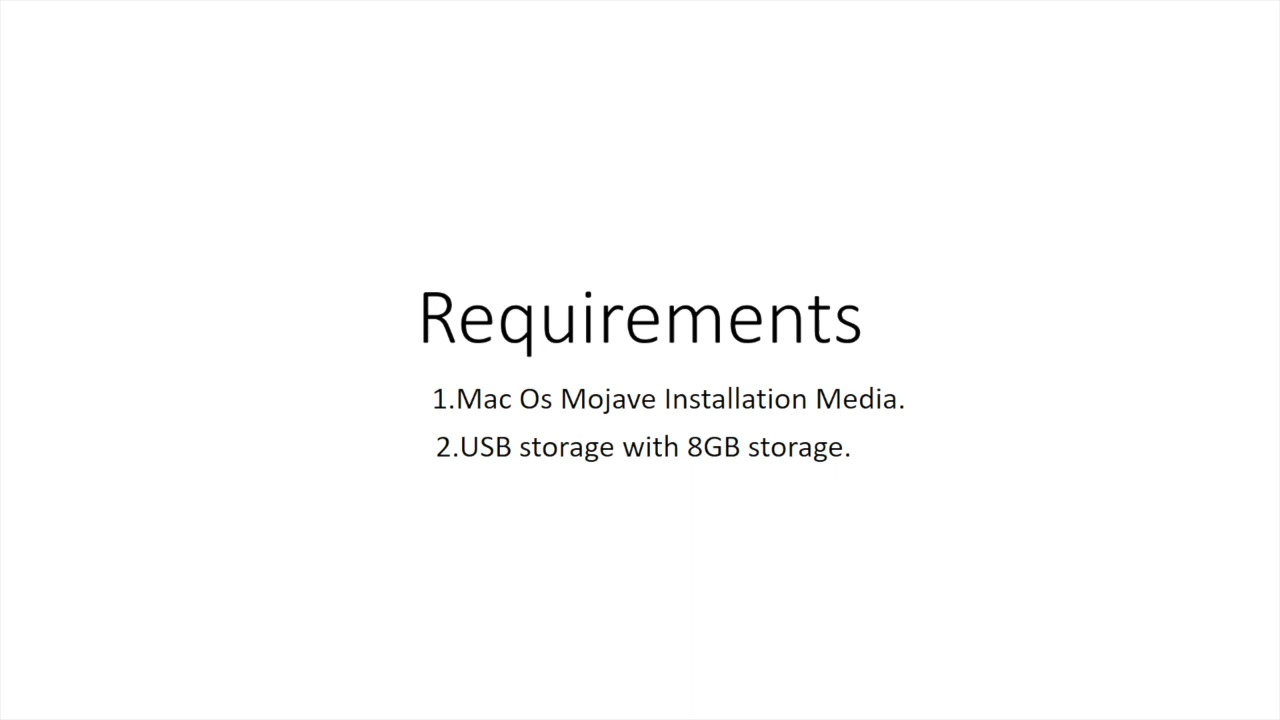 Requirements
1.Mac Os Mojave Installation Media.
2.USB storage with 8GB storage.